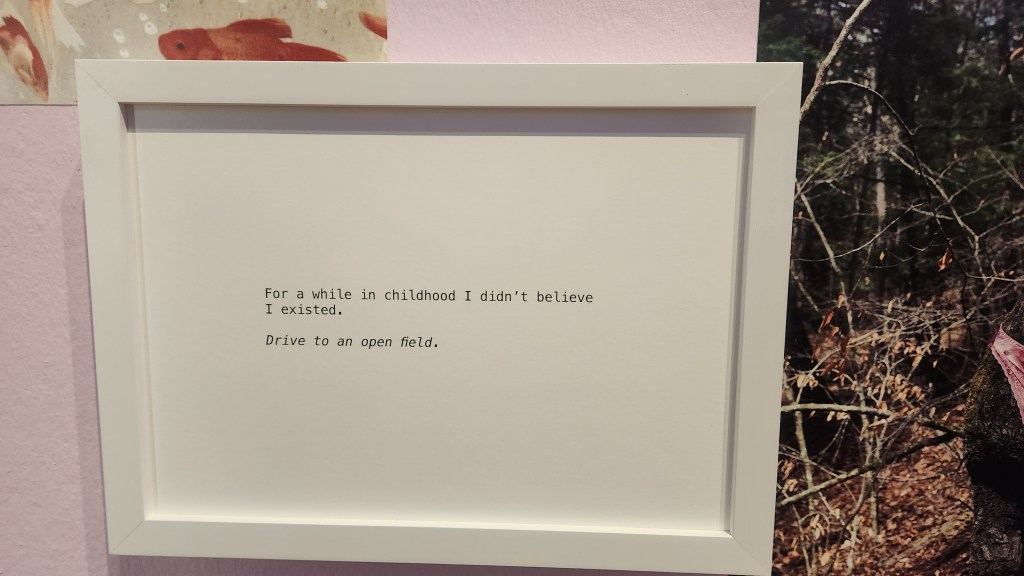 For a while in childhood I didn’t believe
I existed.
Drive to an open field.